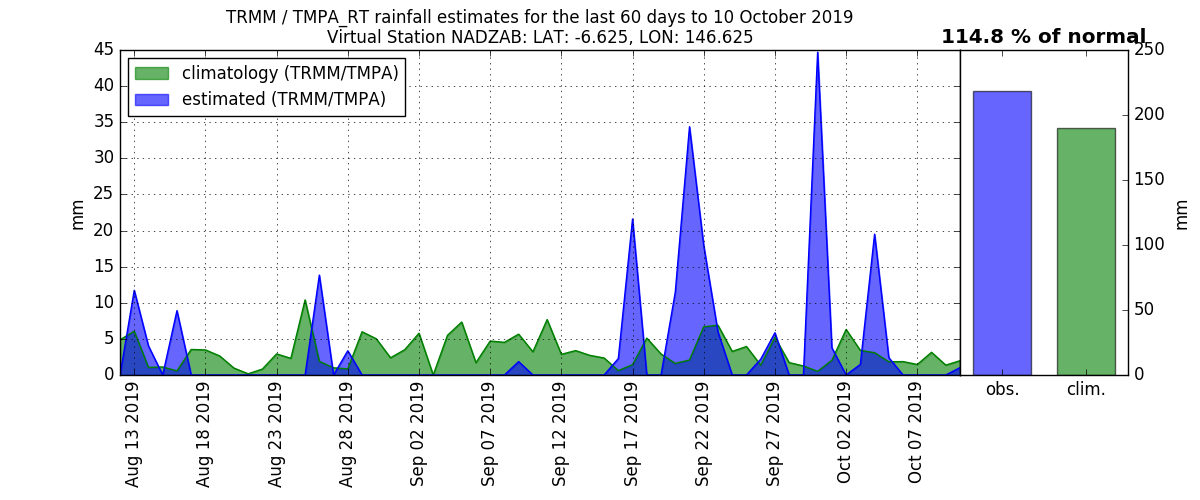 TRMM / TMPA_RT rainfall estimates for the last 60 days to 10 October 2019
Virtual Station NADZAB: LAT: -6.625, LON: 146.625
114.8 % of normal
climatology (TRMM/TMPA)
estimated (TRMM/TMPA)
45
40
35
30
25
20
15
10
5
0
mm
250
200
150
100
50
0
mm
Aug 13 2019
Aug 18 2019
Aug 23 2019
Aug 28 2019
Sep 02 2019
Sep 07 2019
Sep 12 2019
Sep 17 2019
Sep 22 2019
Sep 27 2019
Oct 02 2019
Oct 07 2019
obs.
clim.